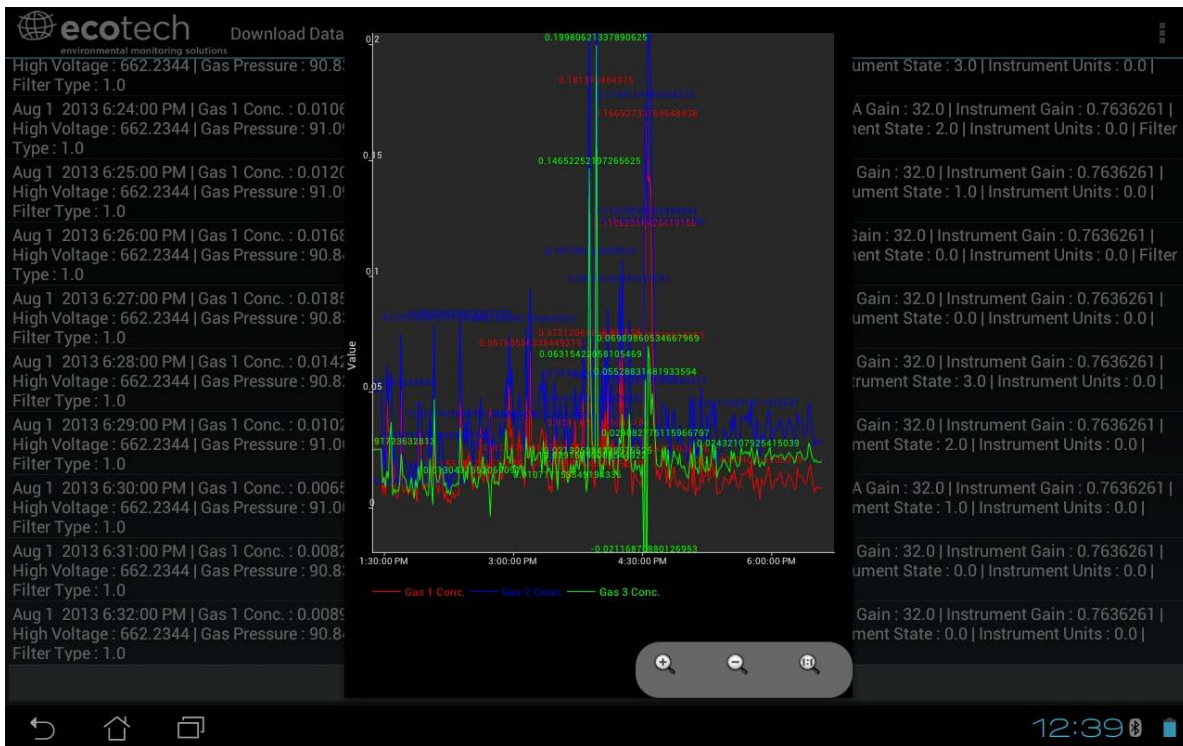 ecotech
environmental monitoring solutions
Download Data
High Voltage : 662.2344 | Gas Pressure : 90.8
ument State : 3.0 | Instrument Units : 0.0 |
Filter Type : 1.0
Aug 1 2013 6:24:00 PM | Gas 1 Conc. : 0.0106
A Gain : 32.0 | Instrument Gain : 0.7636261 |
High Voltage : 662.2344 | Gas Pressure : 91.0
ent State : 2.0 | Instrument Units : 0.0 | Filter
Type : 1.0
Aug 1 2013 6:25:00 PM | Gas 1 Conc. : 0.0120
Gain : 32.0 | Instrument Gain : 0.7636261 |
High Voltage : 662.2344 | Gas Pressure : 91.0
ument State : 1.0 | Instrument Units : 0.0 |
Filter Type : 1.0
Aug 1 2013 6:26:00 PM | Gas 1 Conc. : 0.0168
Gain : 32.0 | Instrument Gain : 0.7636261 |
High Voltage : 662.2344 | Gas Pressure : 90.8
ent State : 0.0 | Instrument Units : 0.0 | Filter
Type : 1.0
Aug 1 2013 6:27:00 PM | Gas 1 Conc. : 0.0185
Gain : 32.0 | Instrument Gain : 0.7636261 |
High Voltage : 662.2344 | Gas Pressure : 90.8
ument State : 0.0 | Instrument Units : 0.0 |
Filter Type : 1.0
Aug 1 2013 6:28:00 PM | Gas 1 Conc. : 0.0142
Gain : 32.0 | Instrument Gain : 0.7636261 |
High Voltage : 662.2344 | Gas Pressure : 90.8
trument State : 3.0 | Instrument Units : 0.0 |
Filter Type : 1.0
Aug 1 2013 6:29:00 PM | Gas 1 Conc. : 0.0102
Gain : 32.0 | Instrument Gain : 0.7636261 |
High Voltage : 662.2344 | Gas Pressure : 91.0
ument State : 2.0 | Instrument Units : 0.0 |
Filter Type : 1.0
Aug 1 2013 6:30:00 PM | Gas 1 Conc. : 0.0065
A Gain : 32.0 | Instrument Gain : 0.7636261 |
High Voltage : 662.2344 | Gas Pressure : 91.0
ment State : 1.0 | Instrument Units : 0.0 |
Filter Type : 1.0
Aug 1 2013 6:31:00 PM | Gas 1 Conc. : 0.0082
Gain : 32.0 | Instrument Gain : 0.7636261 |
High Voltage : 662.2344 | Gas Pressure : 90.8
ument State : 0.0 | Instrument Units : 0.0 |
Filter Type : 1.0
Aug 1 2013 6:32:00 PM | Gas 1 Conc. : 0.0089
Gain : 32.0 | Instrument Gain : 0.7636261 |
High Voltage : 662.2344 | Gas Pressure : 90.8
ment State : 0.0 | Instrument Units : 0.0 |
Filter Type : 1.0
0.2
0.15
0.1
0.05
0
Value
0.19980621337890625
0.14652252197265625
0.06989860534667969
0.06315422058105469
0.05528831481933594
0.029082775115966797
0.02432107925415039
-0.02116870880126953
1:30:00 PM
3:00:00 PM
4:30:00 PM
6:00:00 PM
Gas 1 Conc.
Gas 2 Conc.
Gas 3 Conc.
1:1
12:39